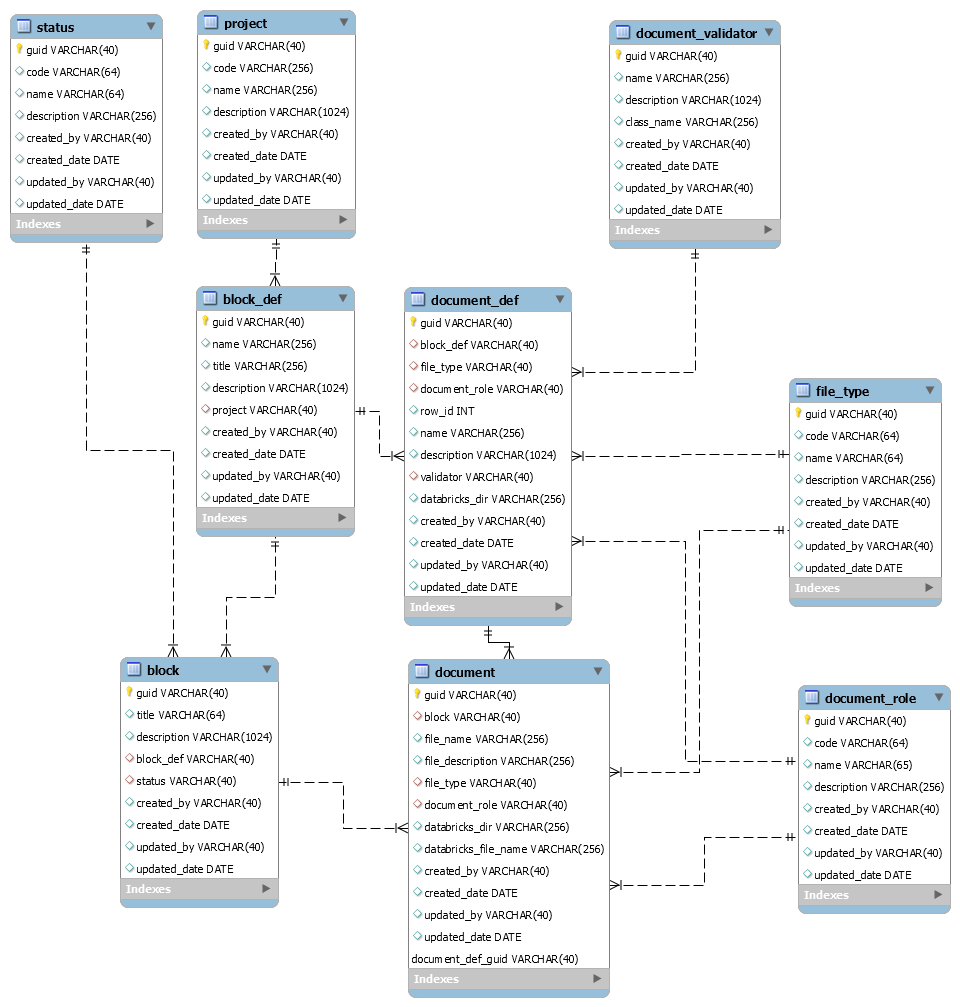 status
guid VARCHAR(40)
code VARCHAR(64)
name VARCHAR(64)
description VARCHAR(256)
created_by VARCHAR(40)
created_date DATE
updated_by VARCHAR(40)
updated_date DATE
Indexes
project
guid VARCHAR(40)
code VARCHAR(256)
name VARCHAR(256)
description VARCHAR(1024)
created_by VARCHAR(40)
created_date DATE
updated_by VARCHAR(40)
updated_date DATE
Indexes
document_validator
guid VARCHAR(40)
name VARCHAR(256)
description VARCHAR(1024)
class_name VARCHAR(256)
created_by VARCHAR(40)
created_date DATE
updated_by VARCHAR(40)
updated_date DATE
Indexes
block_def
guid VARCHAR(40)
name VARCHAR(256)
title VARCHAR(256)
description VARCHAR(1024)
project VARCHAR(40)
created_by VARCHAR(40)
created_date DATE
updated_by VARCHAR(40)
updated_date DATE
Indexes
document_def
guid VARCHAR(40)
block_def VARCHAR(40)
file_type VARCHAR(40)
document_role VARCHAR(40)
row_id INT
name VARCHAR(256)
description VARCHAR(1024)
validator VARCHAR(40)
databricks_dir VARCHAR(256)
created_by VARCHAR(40)
created_date DATE
updated_by VARCHAR(40)
updated_date DATE
Indexes
file_type
guid VARCHAR(40)
code VARCHAR(64)
name VARCHAR(64)
description VARCHAR(256)
created_by VARCHAR(40)
created_date DATE
updated_by VARCHAR(40)
updated_date DATE
Indexes
block
guid VARCHAR(40)
title VARCHAR(64)
description VARCHAR(1024)
block_def VARCHAR(40)
status VARCHAR(40)
created_by VARCHAR(40)
created_date DATE
updated_by VARCHAR(40)
updated_date DATE
Indexes
document
guid VARCHAR(40)
block VARCHAR(40)
file_name VARCHAR(256)
file_description VARCHAR(256)
file_type VARCHAR(40)
document_role VARCHAR(40)
databricks_dir VARCHAR(256)
databricks_file_name VARCHAR(256)
created_by VARCHAR(40)
created_date DATE
updated_by VARCHAR(40)
updated_date DATE
document_def_guid VARCHAR(40)
Indexes
document_role
guid VARCHAR(40)
code VARCHAR(64)
name VARCHAR(65)
description VARCHAR(256)
created_by VARCHAR(40)
created_date DATE
updated_by VARCHAR(40)
updated_date DATE
Indexes